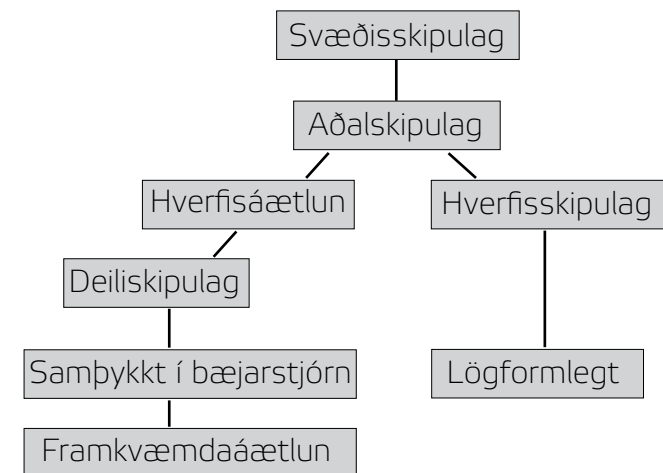 Svæðisskipulag
Aðalskipulag
Hverfisáætlun
Hverfisskipulag
Deiliskipulag
Samþykkt í bæjarstjórn
Lögformlegt
Framkvæmdaáætlun